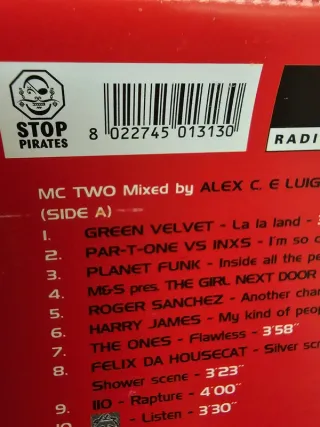 STOP
PIRATES
8 022745 013130
RADI
MC TWO Mixed by ALEX C. E LUIG
(SIDE A)
1. GREEN VELVET - La la land -
2. PAR-T-ONE VS INXS - I'm so c
3. PLANET FUNK - Inside all the pe
4. M&S pres. THE GIRL NEXT DOOR
5. ROGER SANCHEZ - Another char
6. HARRY JAMES - My kind of peop
7. THE ONES - Flawless - 3'58"
8. FELIX DA HOUSECAT - Silver scr
Shower scene - 3'23"
9. IIO - Rapture - 4'00"
10. - Listen - 3'30"